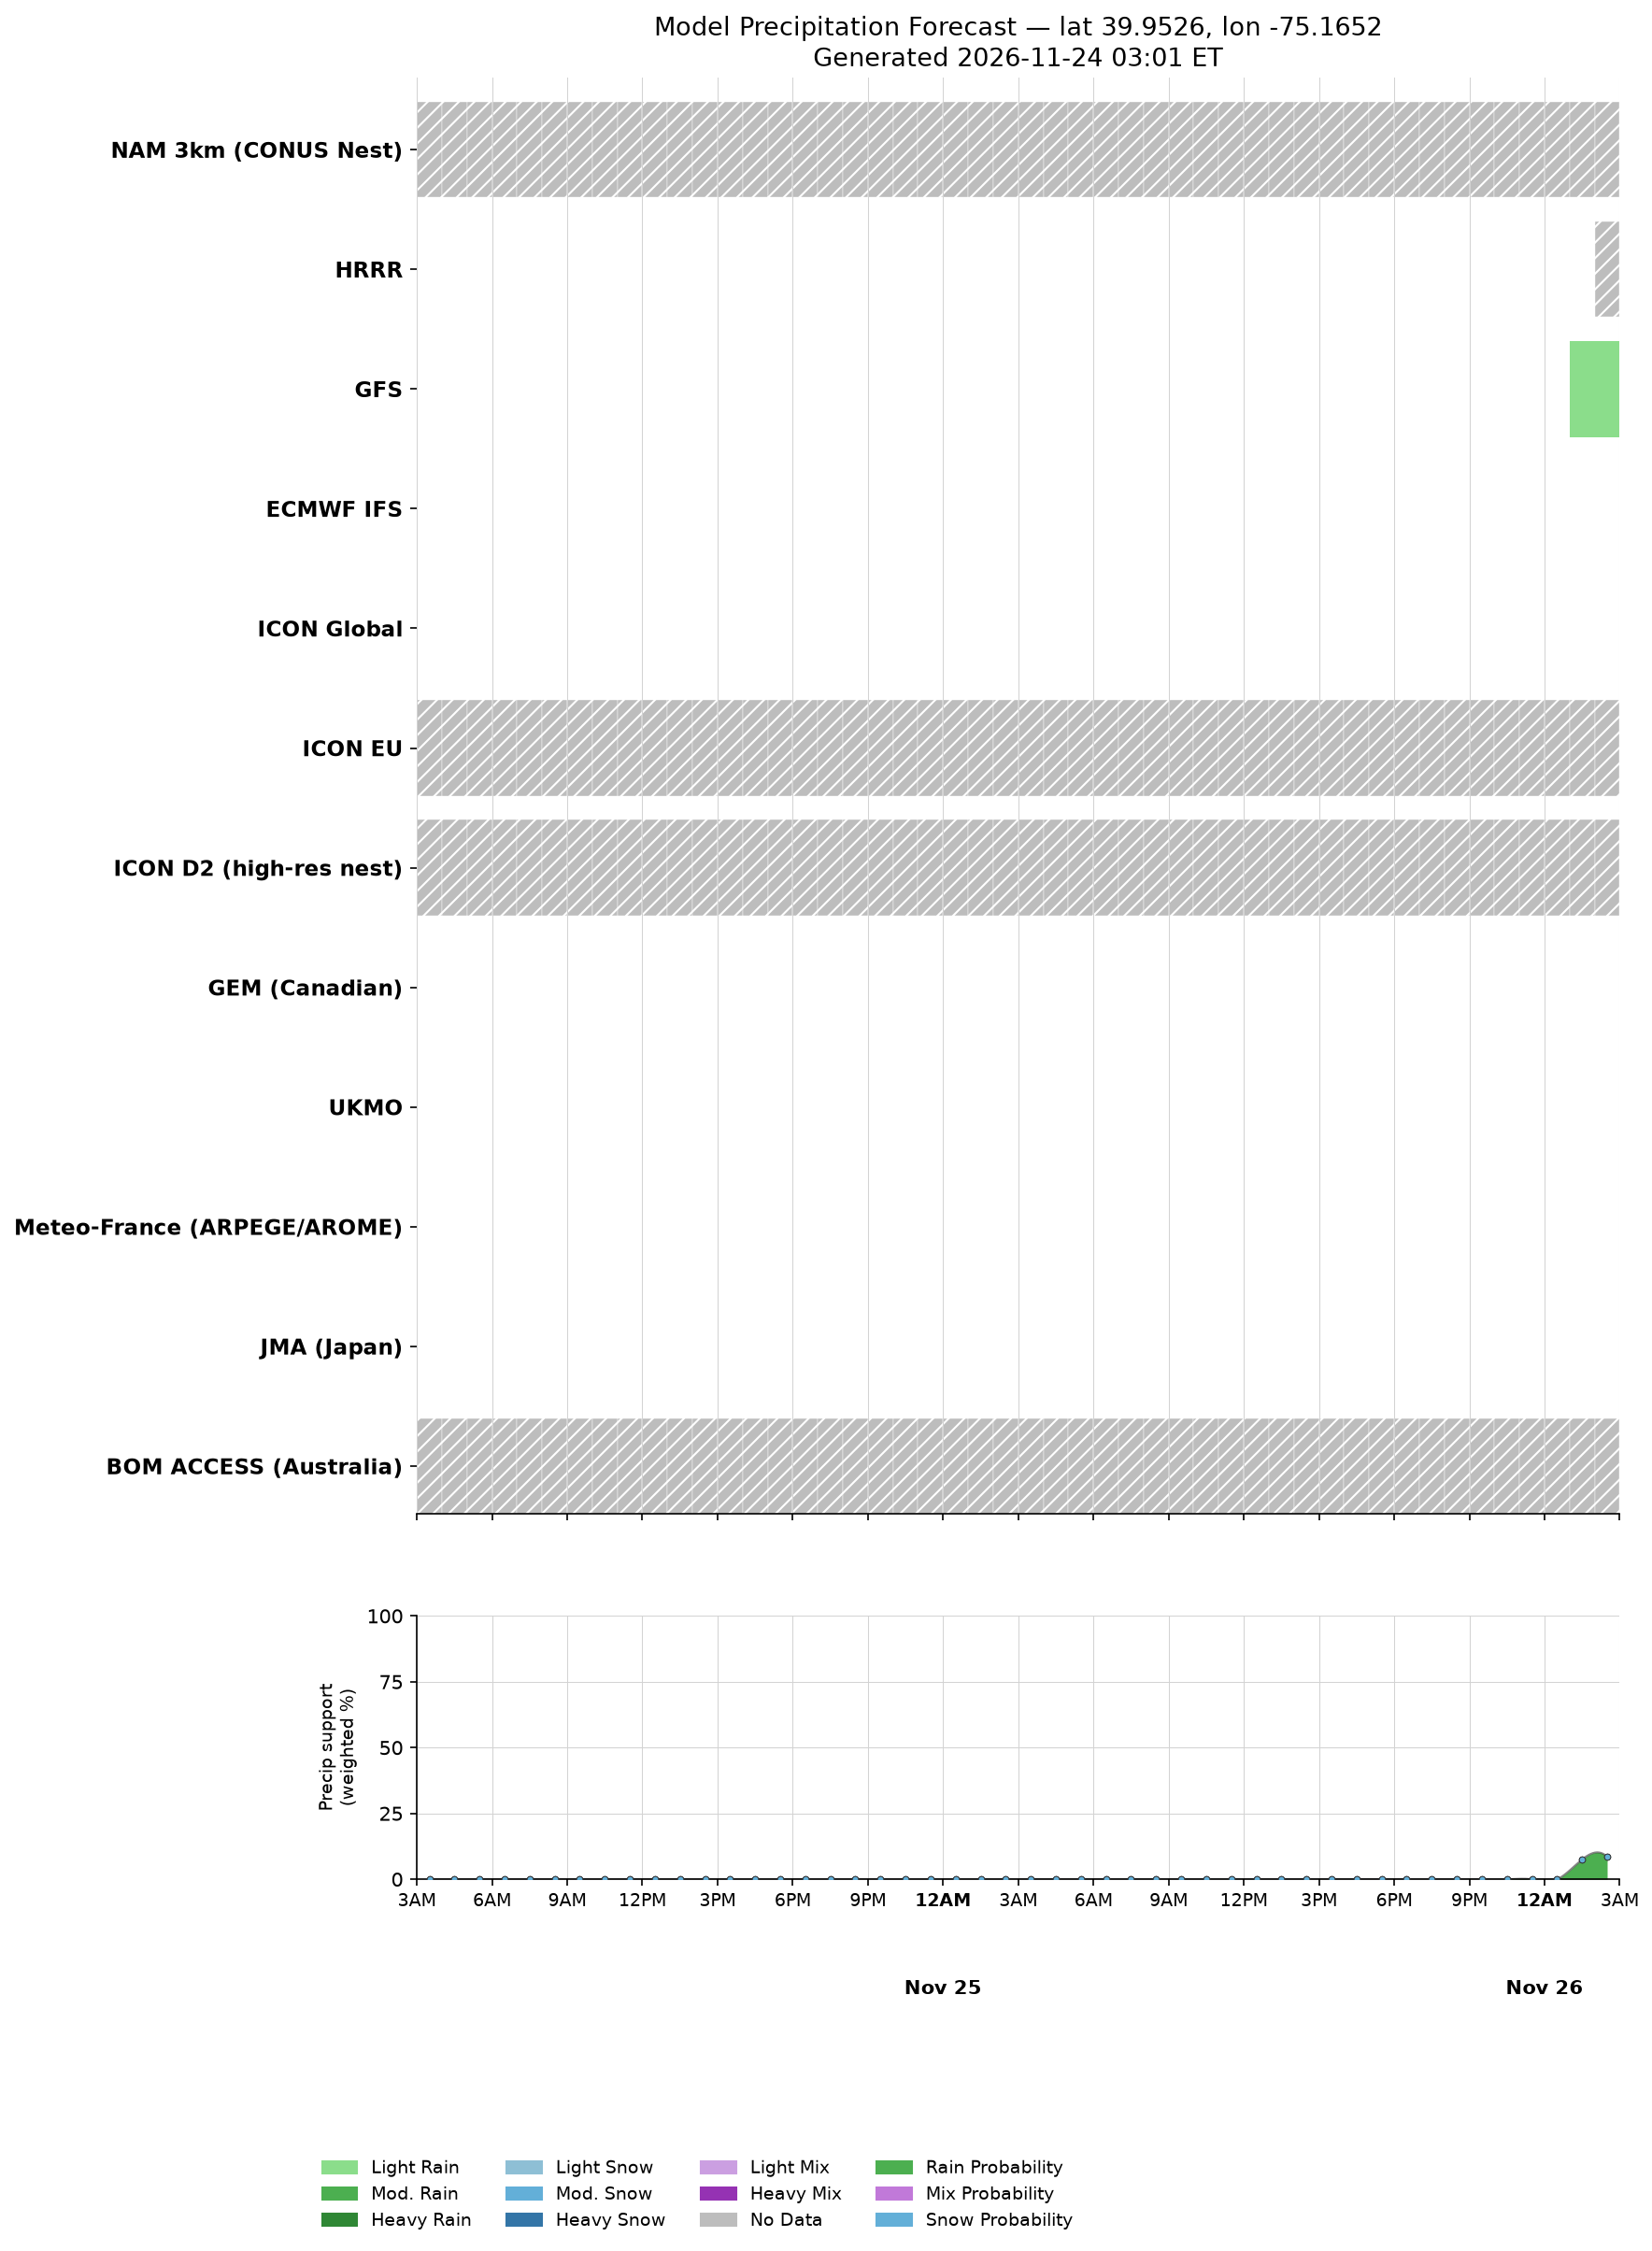 Model Precipitation Forecast — lat 39.9526, lon -75.1652
Generated 2026-11-24 03:01 ET
NAM 3km (CONUS Nest)
HRRR
GFS
ECMWF IFS
ICON Global
ICON EU
ICON D2 (high-res nest)
GEM (Canadian)
UKMO
Meteo-France (ARPEGE/AROME)
JMA (Japan)
BOM ACCESS (Australia)
Precip support
(weighted %)
100
75
50
25
0
3AM 6AM 9AM 12PM 3PM 6PM 9PM 12AM 3AM 6AM 9AM 12PM 3PM 6PM 9PM 12AM 3AM
Nov 25 Nov 26
Light Rain Light Snow Light Mix Rain Probability
Mod. Rain Mod. Snow Heavy Mix Mix Probability
Heavy Rain Heavy Snow No Data Snow Probability